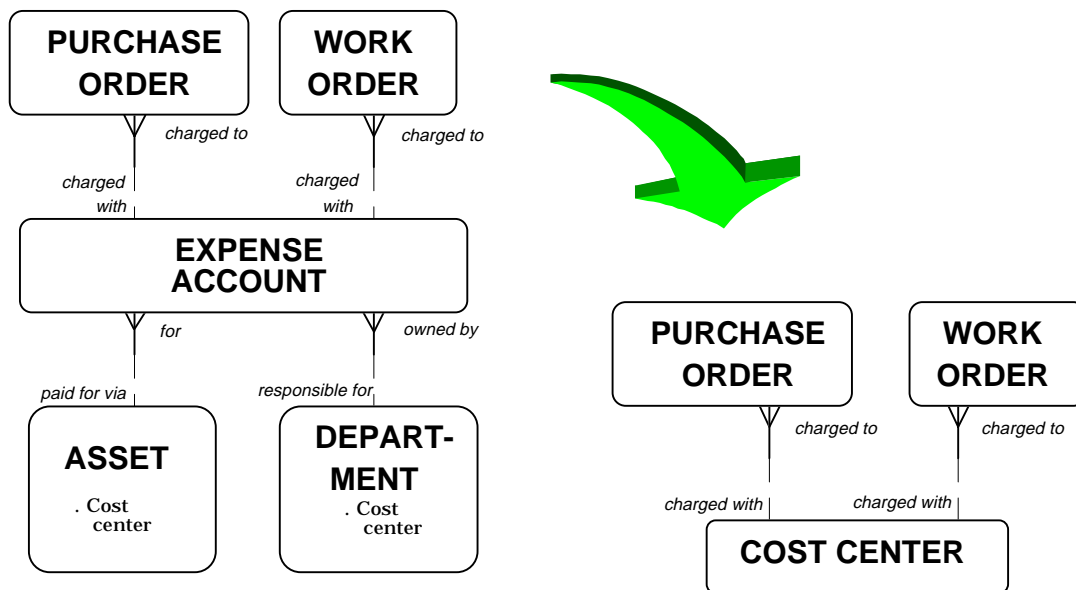 PURCHASE
ORDER
WORK
ORDER
charged to
charged to
charged
with
charged
with
EXPENSE
ACCOUNT
for
owned by
paid for via
responsible for
ASSET
. Cost
center
DEPART-
MENT
. Cost
center
PURCHASE
ORDER
WORK
ORDER
charged to
charged to
charged with
charged with
COST CENTER